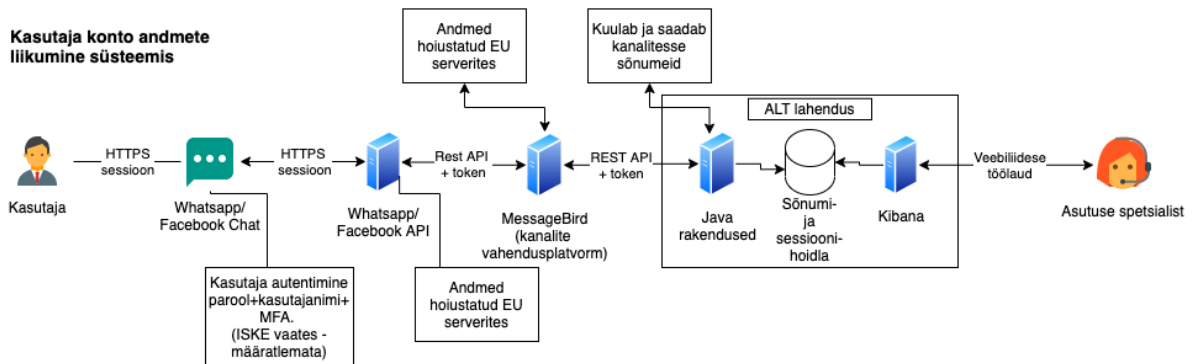 Kasutaja konto andmete
liikumine süsteemis
Andmed
hoiustatud EU
serverites
Kuulab ja saadab
kanalitesse
sõnumeid
ALT lahendus
HTTPS
sessioon
HTTPS
sessioon
Rest API
+ token
REST API
+ token
Veebiliidese
töölaud
Kasutaja
Whatsapp/
Facebook Chat
Whatsapp/
Facebook API
MessageBird
(kanalite
vahendusplatvorm)
Java
rakendused
Sõnumi-
ja
sessiooni-
hoidla
Kibana
Asutuse spetsialist
Kasutaja autentimine
parool+kasutajanimi+
MFA.
(ISKE vaates -
määratlemata)
Andmed
hoiustatud EU
serverites